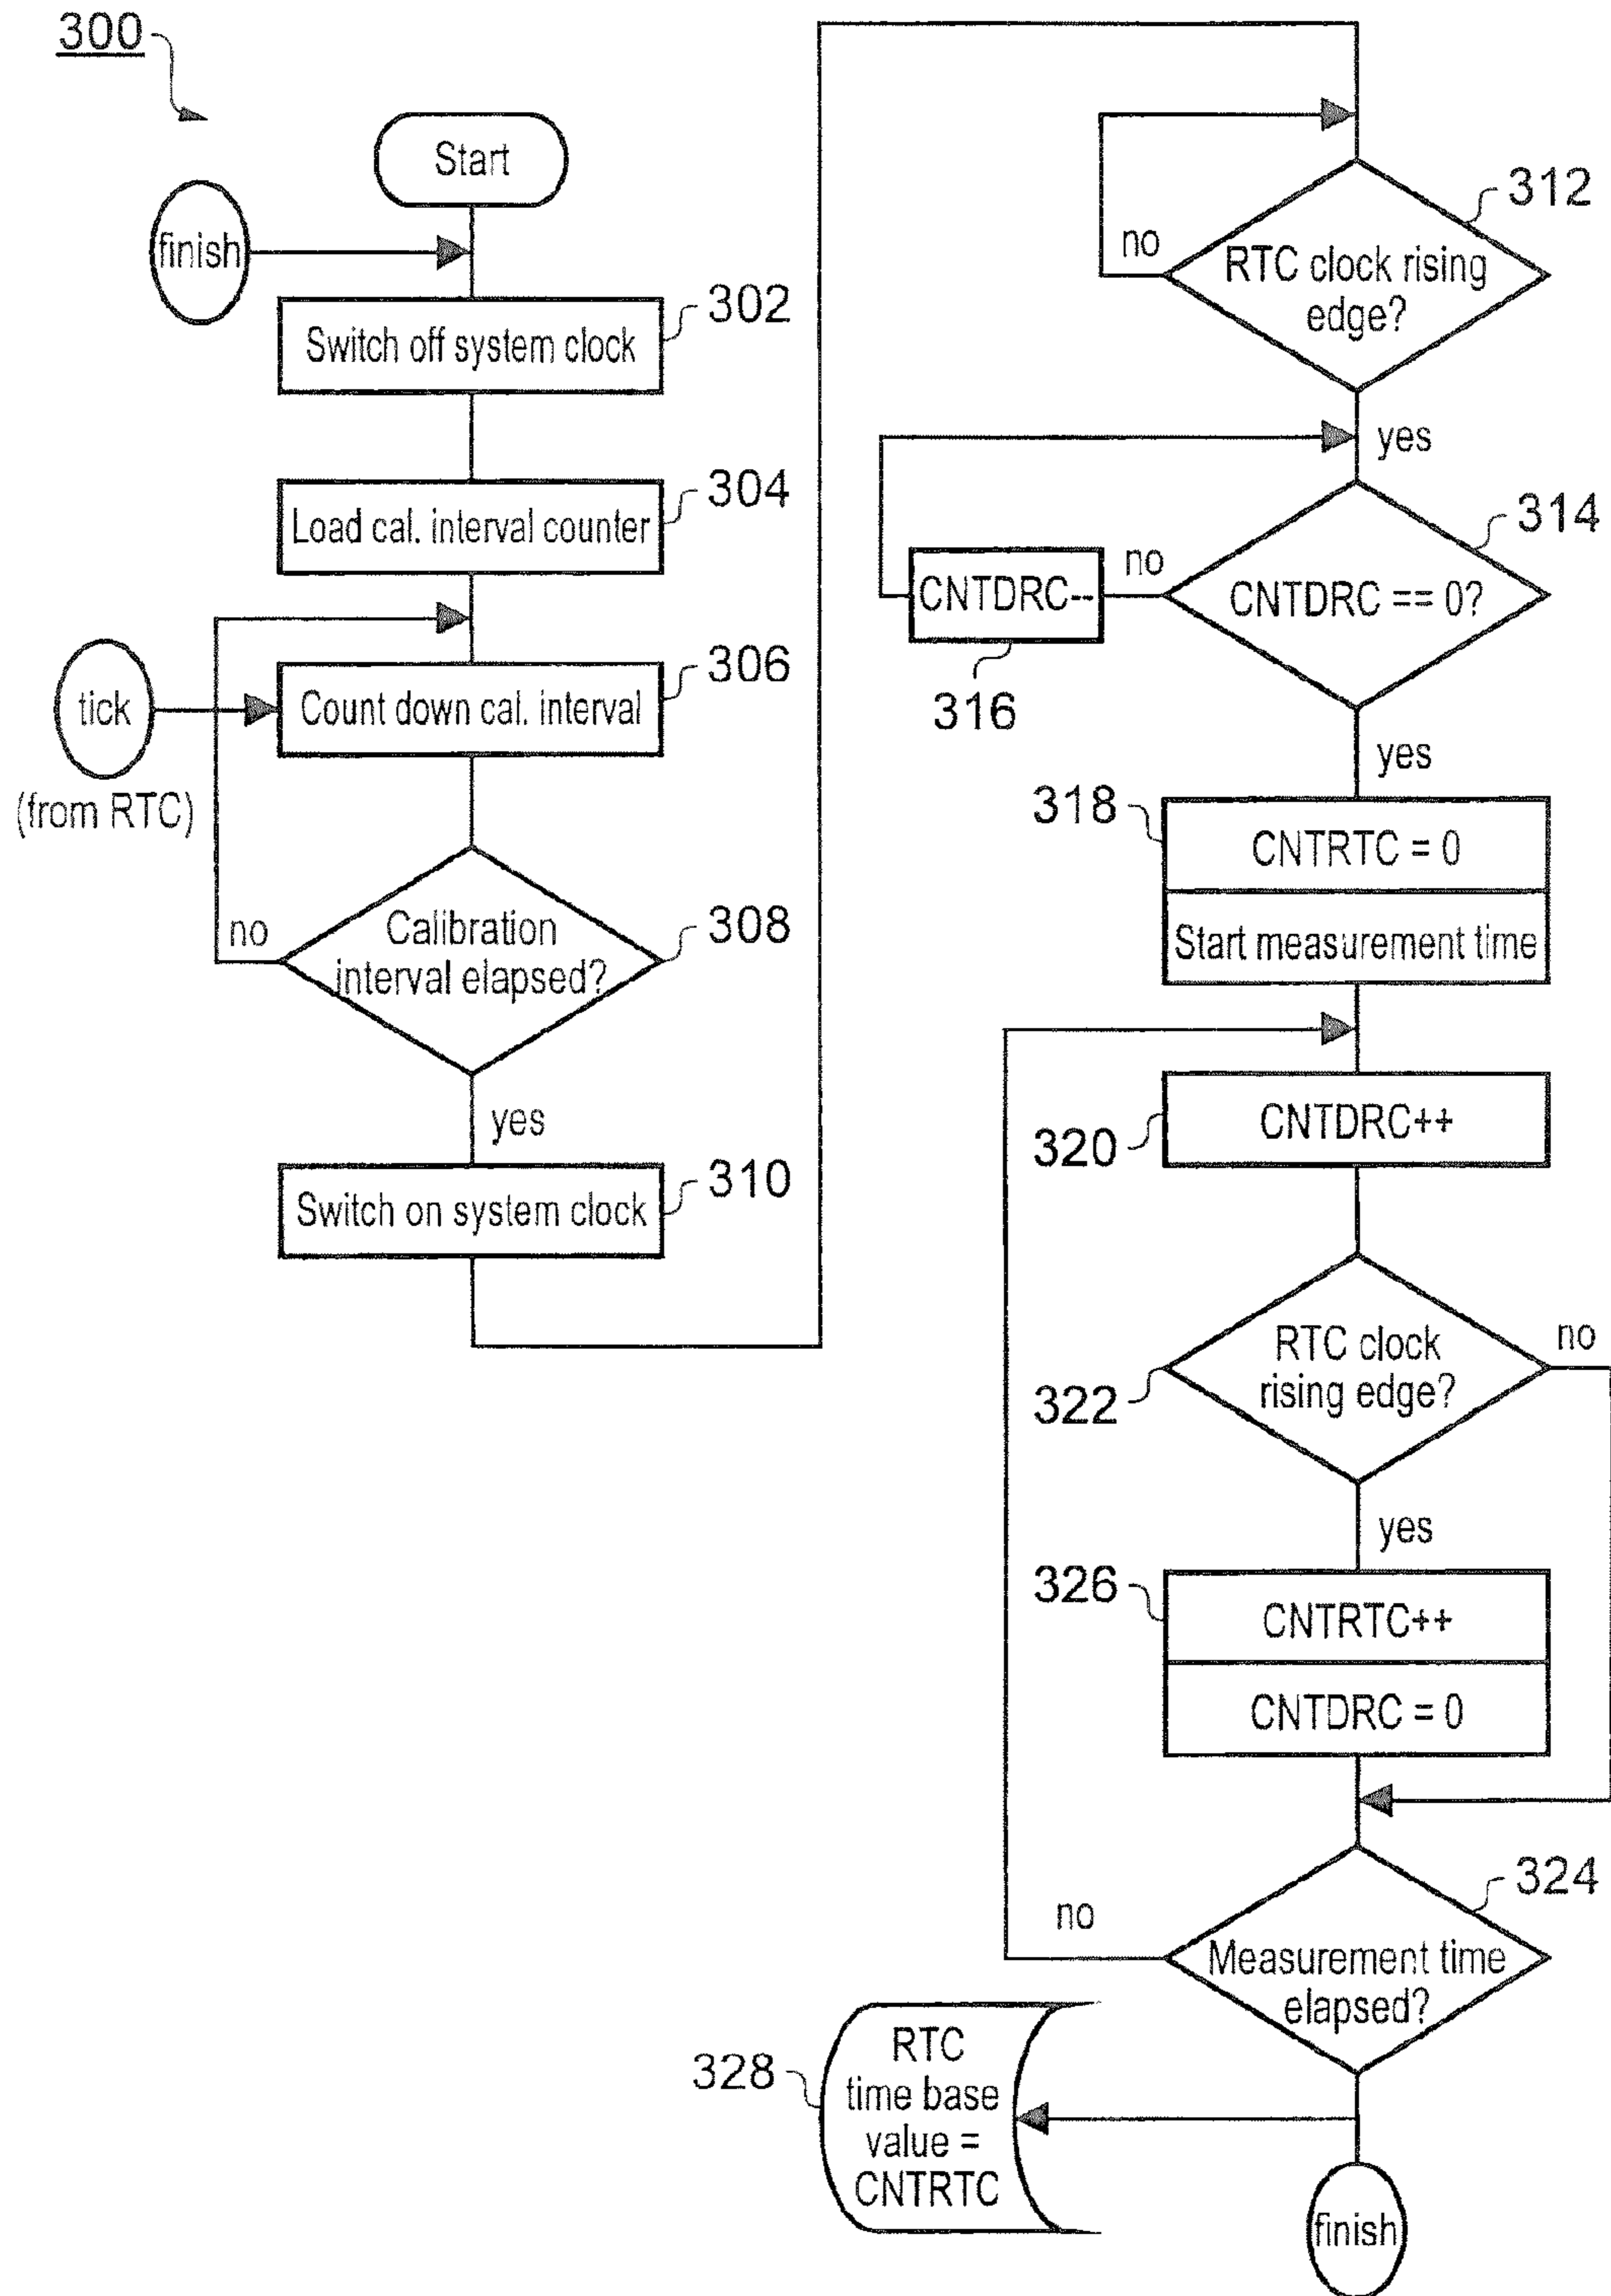 300
Start
finish
302
Switch off system clock
304
Load cal. interval counter
306
tick
Count down cal. interval
(from RTC)
308
no
Calibration
interval elapsed?
yes
310
Switch on system clock
312
no
RTC clock rising
edge?
yes
314
CNTDRC--
no
CNTDRC == 0?
316
yes
318
CNTRTC = 0
Start measurement time
320
CNTDRC++
322
RTC clock
rising edge?
no
yes
326
CNTRTC++
CNTDRC = 0
324
no
Measurement time
elapsed?
328
RTC
time base
value =
CNTRTC
finish